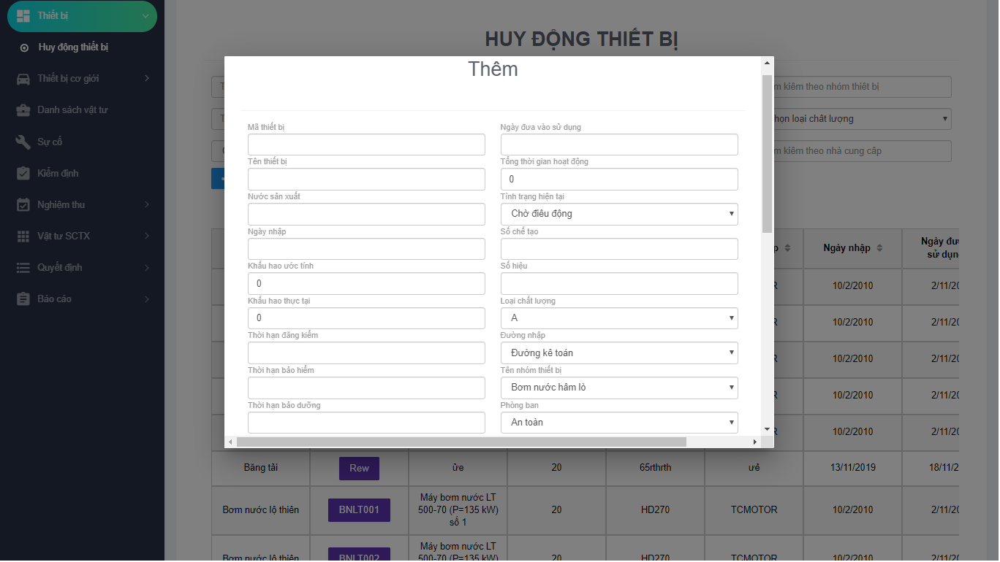 Thiết bị
Huy động thiết bị
Thiết bị cơ giới
Danh sách vật tư
Sự cố
Kiểm định
Nghiệm thu
Vật tư SCTX
Quyết định
Báo cáo
HUY ĐỘNG THIẾT BỊ
kiếm theo nhóm thiết bị
loại chất lượng
kiếm theo nhà cung cấp
Thêm
Mã thiết bị
Ngày đưa vào sử dụng
Tên thiết bị
Tổng thời gian hoạt động
0
Nước sản xuất
Tình trạng hiện tại
Chờ điều động
Ngày nhập
Số chế tạo
Khấu hao ước tính
0
Số hiệu
Khấu hao thực tại
0
Loại chất lượng
A
Thời hạn đăng kiểm
Đường nhập
Đường kế toán
Thời hạn bảo hiểm
Tên nhóm thiết bị
Bơm nước hầm lò
Thời hạn bảo dưỡng
Phòng ban
An toàn
Ngày nhập
Ngày
sử
10/2/2010 2/11/20
10/2/2010 2/11/20
10/2/2010 2/11/20
10/2/2010 2/11/20
10/2/2010 2/11/20
Băng tải Rew ửe 20 65rthrth ưẻ 13/11/2019 18/11/2
Bơm nước lộ thiên BNLT001 Máy bơm nước LT 500-70 (P=135 kW) số 1 20 HD270 TCMOTOR 10/2/2010 2/11/20
Bơm nước lộ thiên BNLT002 Máy bơm nước LT 500-70 (P=135 kW) 20 HD270 TCMOTOR 10/2/2010 2/11/20